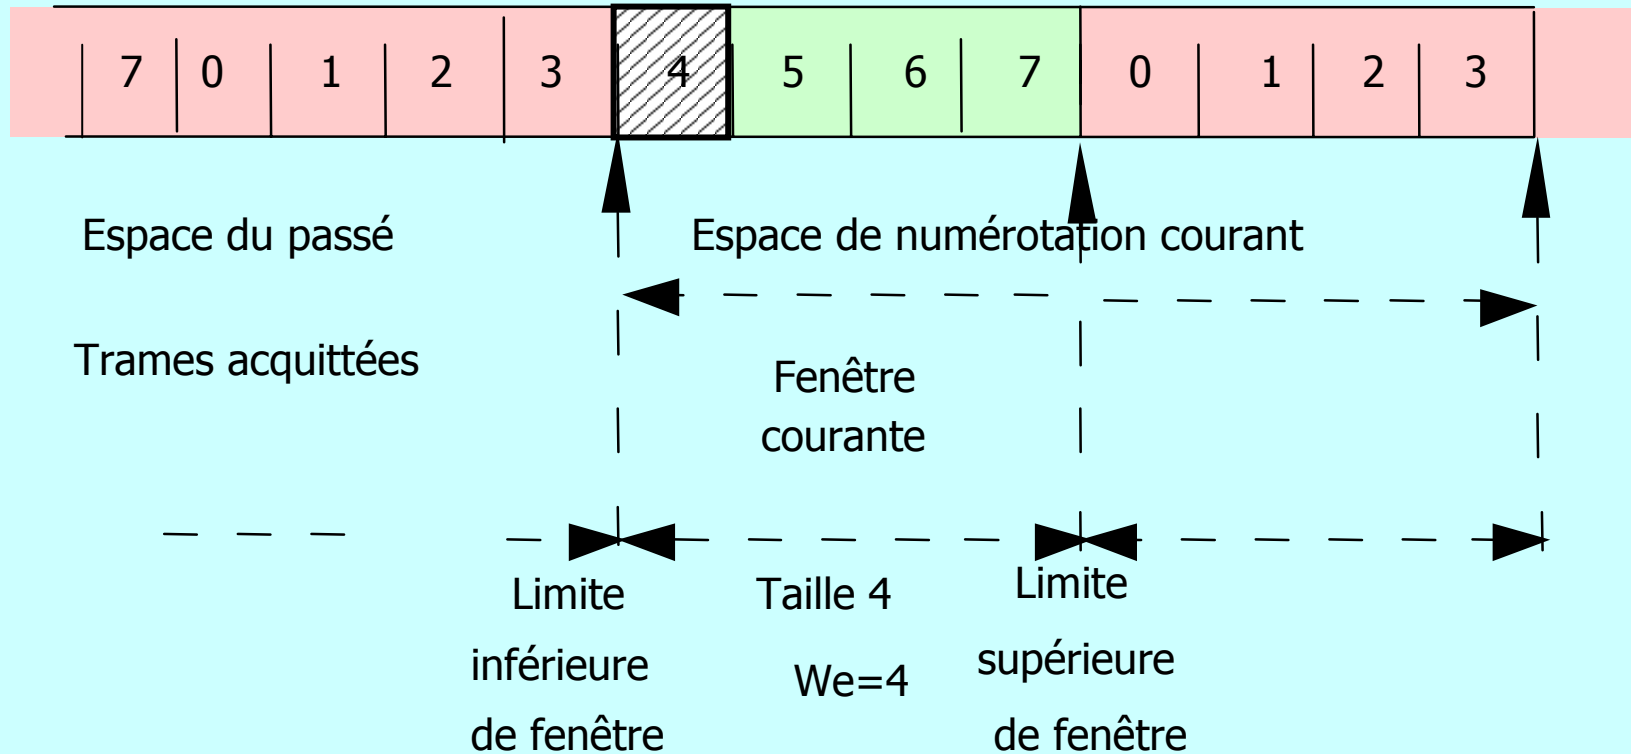 7 0 1 2 3 4 5 6 7 0 1 2 3
Espace du passé
Espace de numérotation courant
Trames acquittées
Fenêtre
courante
Limite
inférieure
de fenêtre
Taille 4
We=4
Limite
supérieure
de fenêtre